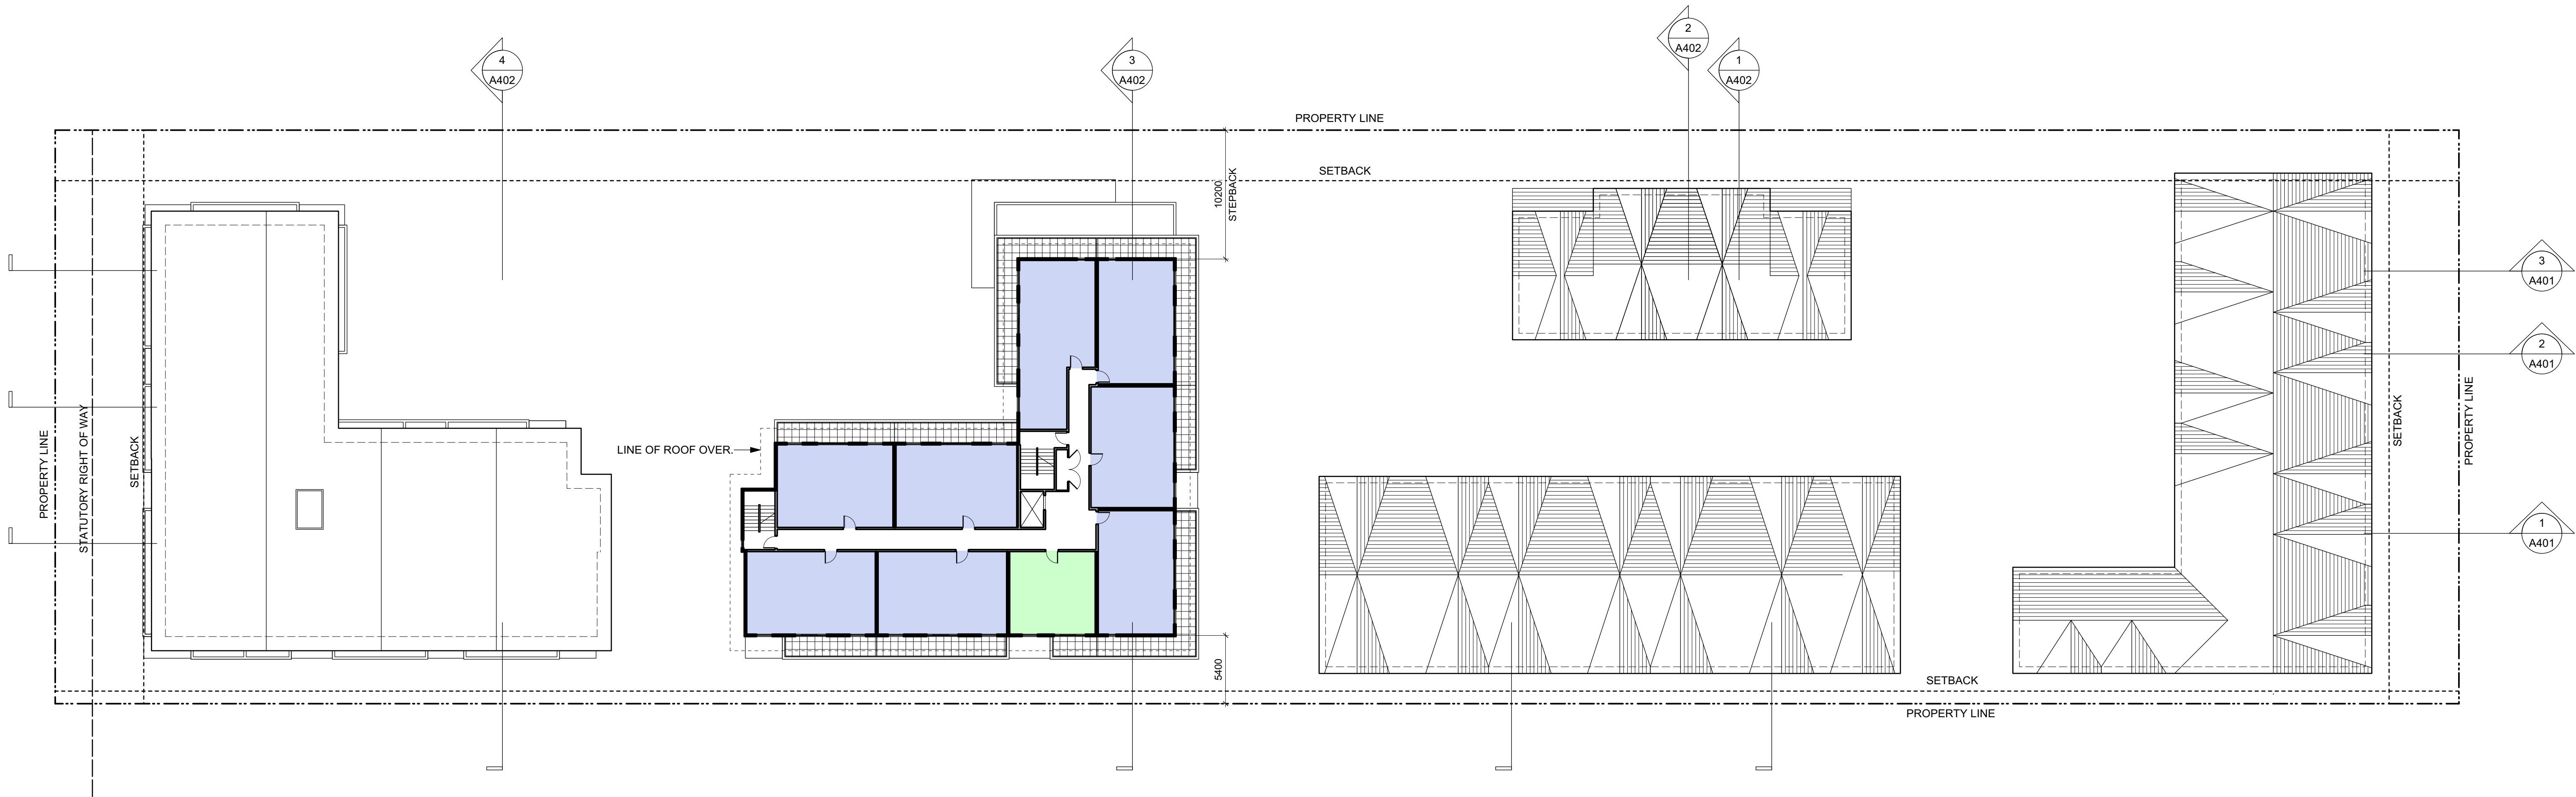 2
A402
4
A402
3
A402
1
A402
PROPERTY LINE
SETBACK
10200
STEPBACK
3
A401
2
A401
1
A401
LINE OF ROOF OVER.
PROPERTY LINE
STATUTORY RIGHT OF WAY
SETBACK
SETBACK
PROPERTY LINE
5400
SETBACK
PROPERTY LINE